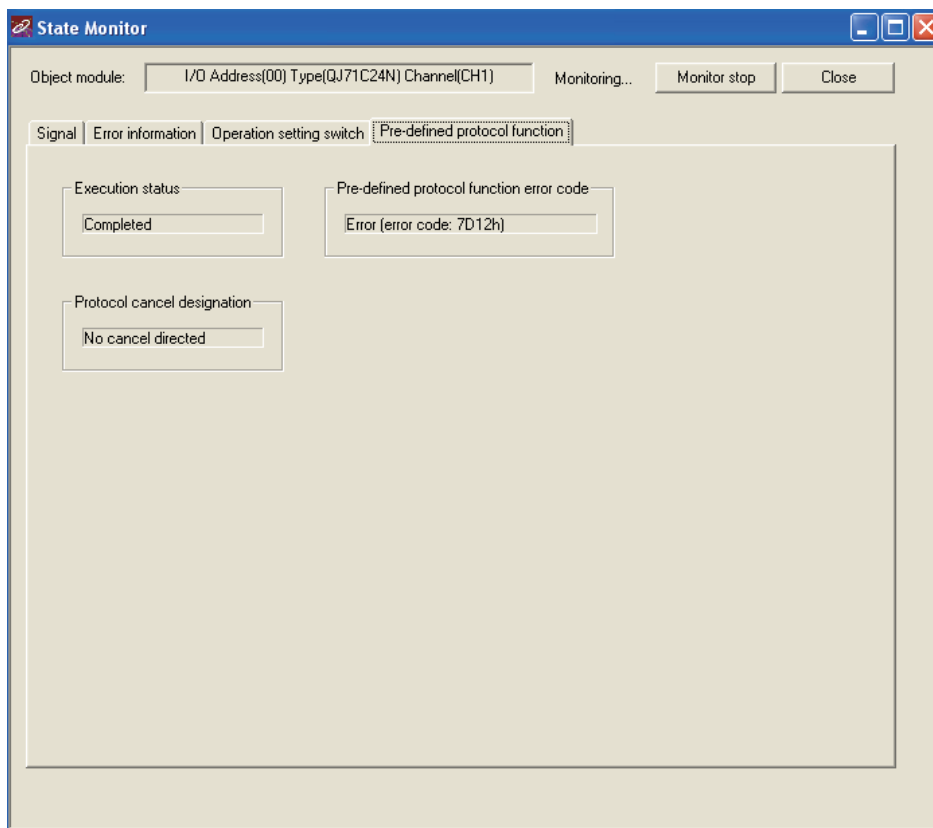 State Monitor
Object module: I/O Address(00) Type(QJ71C24N) Channel(CH1) Monitoring... Monitor stop Close
Signal Error information Operation setting switch Pre-defined protocol function
Execution status Pre-defined protocol function error code
Completed Error (error code: 7D12h)
Protocol cancel designation
No cancel directed